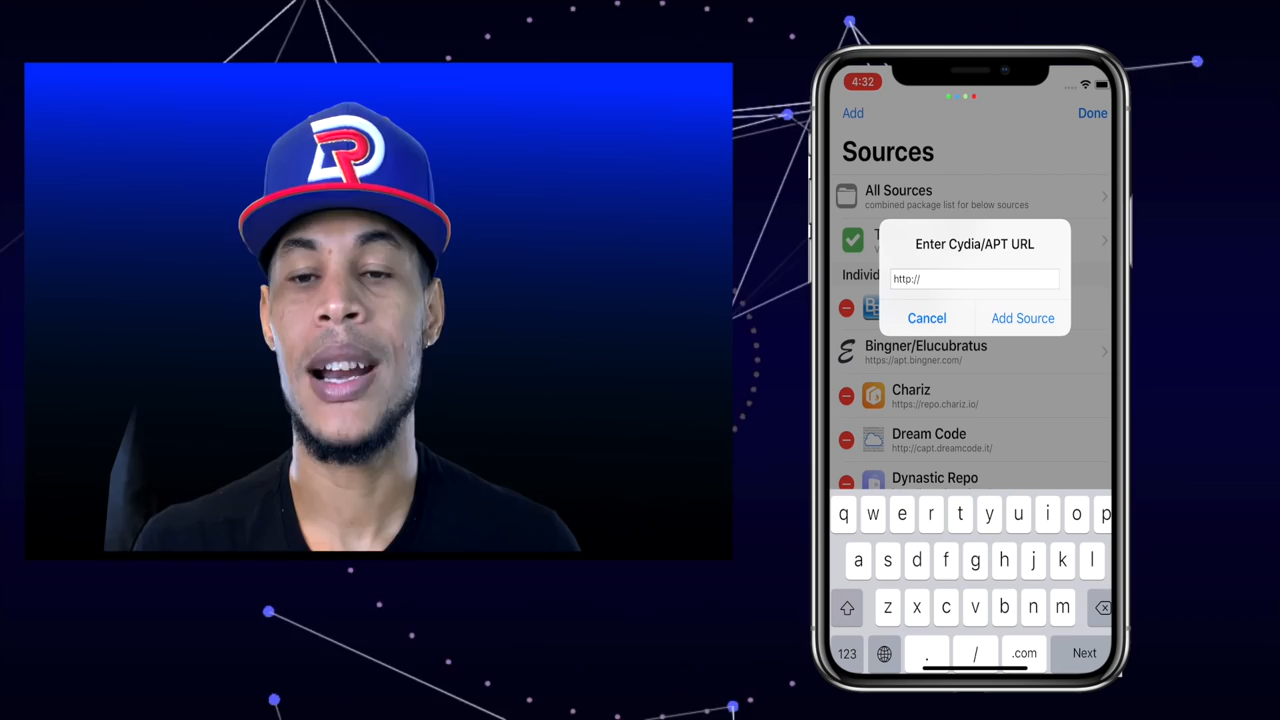 DR
4:32
Add
Done
Sources
All Sources
combined package list for below sources
Enter Cydia/APT URL
http://
Cancel
Add Source
Individ
Bingner/Elucubratus
https://apt.bingner.com/
Chariz
https://repo.chariz.io/
Dream Code
http://capt.dreamcode.it/
Dynastic Repo
q w e r t y u i o p
a s d f g h j k l
z x c v b n m
123 . / .com Next